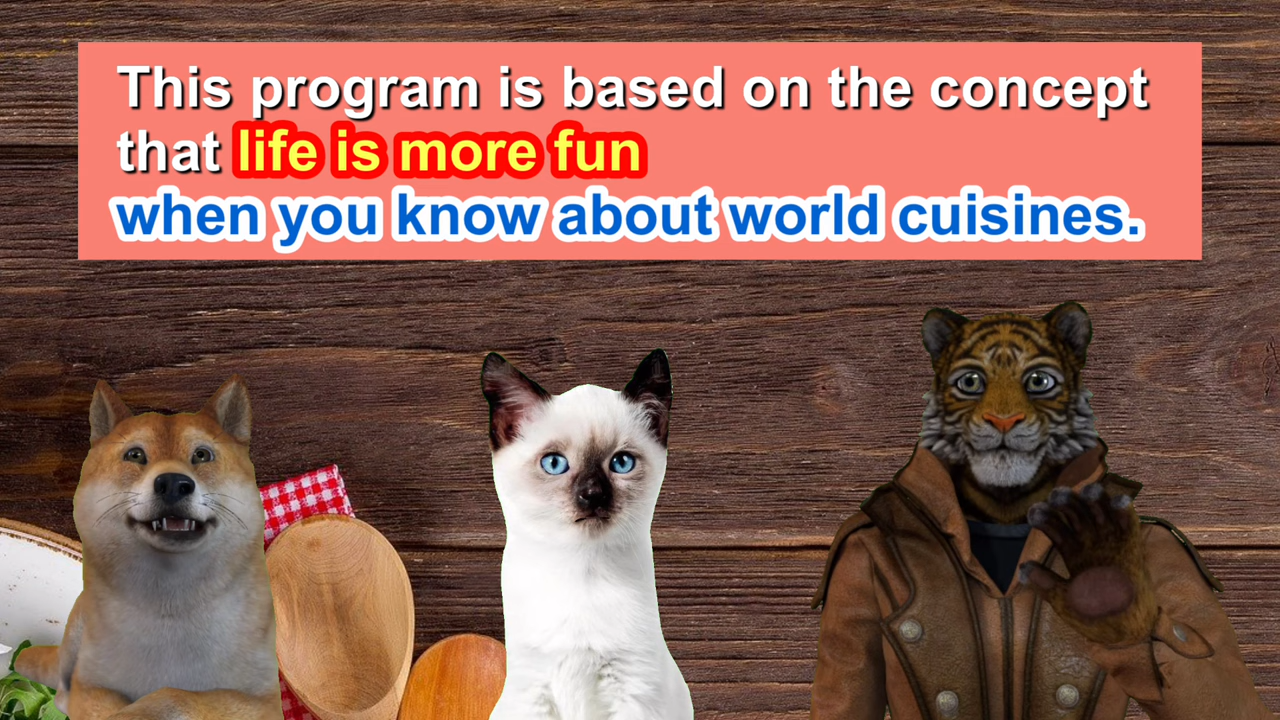 This program is based on the concept
that life is more fun
when you know about world cuisines.